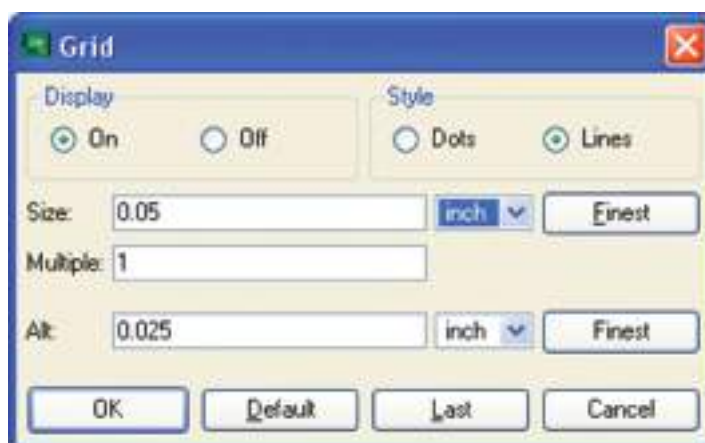 Grid
Display Style
On Off Dots Lines
Size: 0.05 inch Finest
Multiple: 1
Alt: 0.025 inch Finest
OK Default Last Cancel